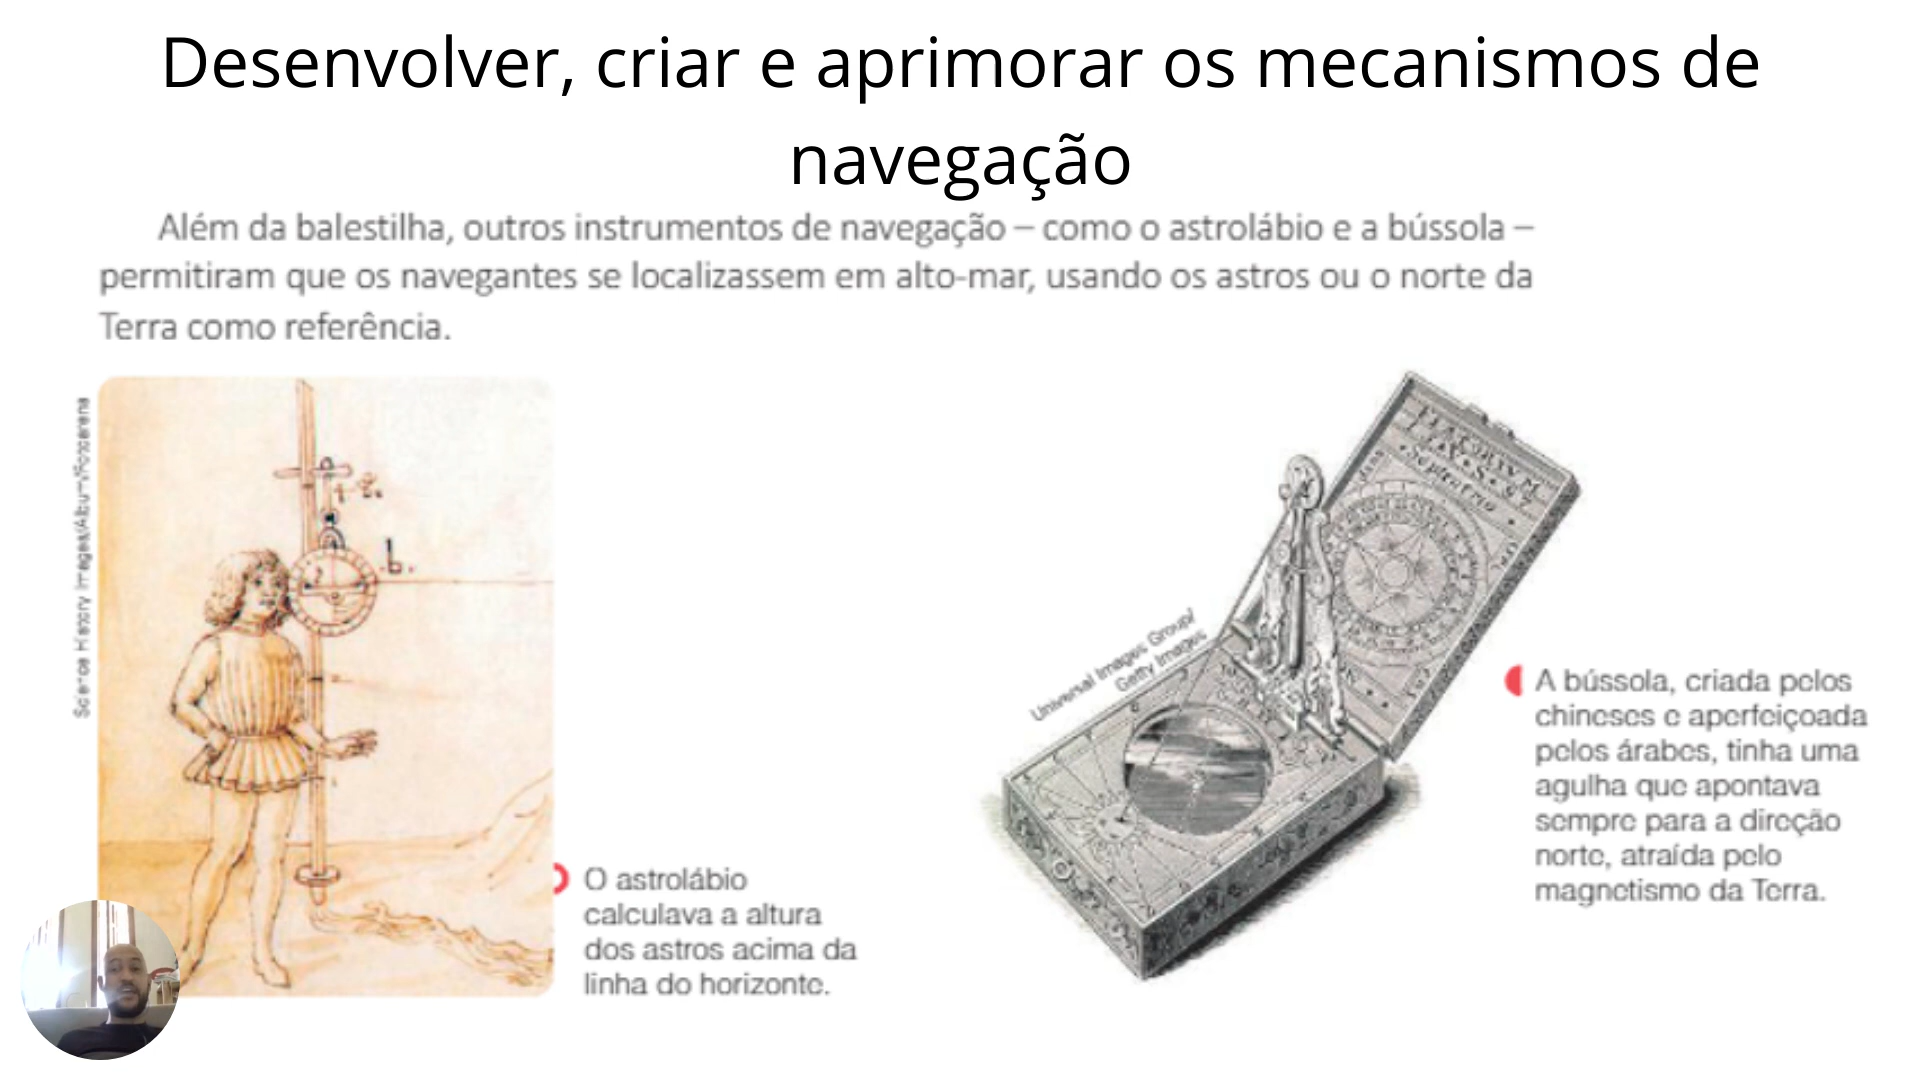 Desenvolver, criar e aprimorar os mecanismos de
navegação
Além da balestilha, outros instrumentos de navegação – como o astrolábio e a bússola –
permitiram que os navegantes se localizassem em alto-mar, usando os astros ou o norte da
Terra como referência.
Science History Images/Album/Fotoarena
b.
O astrolábio
calculava a altura
dos astros acima da
linha do horizonte.
Universal Images Group/
Getty Images
A bússola, criada pelos
chineses e aperfeiçoada
pelos árabes, tinha uma
agulha que apontava
sempre para a direção
norte, atraída pelo
magnetismo da Terra.